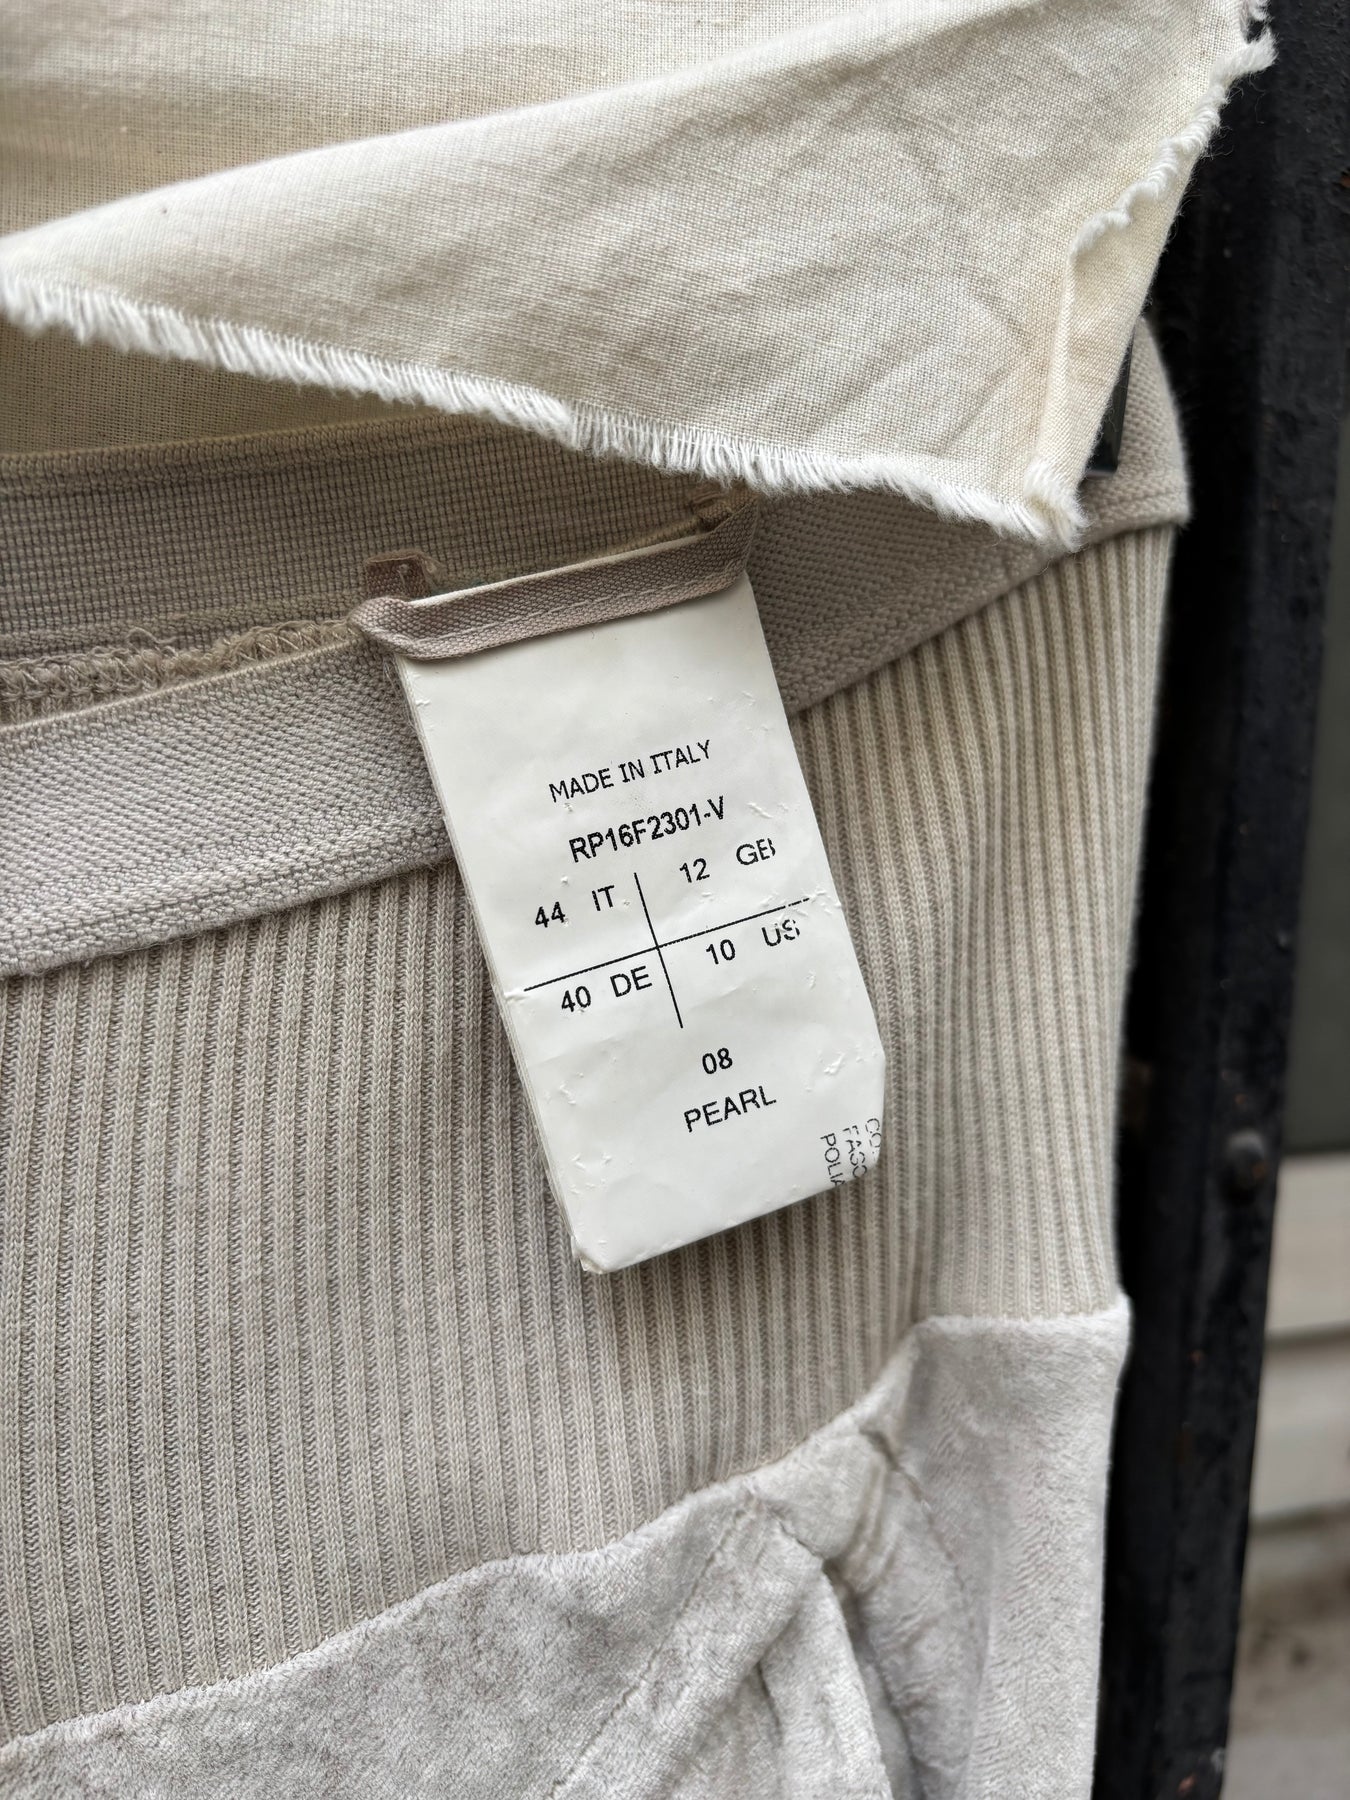 MADE IN ITALY
RP16F2301-V
44 IT 12 GB
40 DE 10 US
08
PEARL